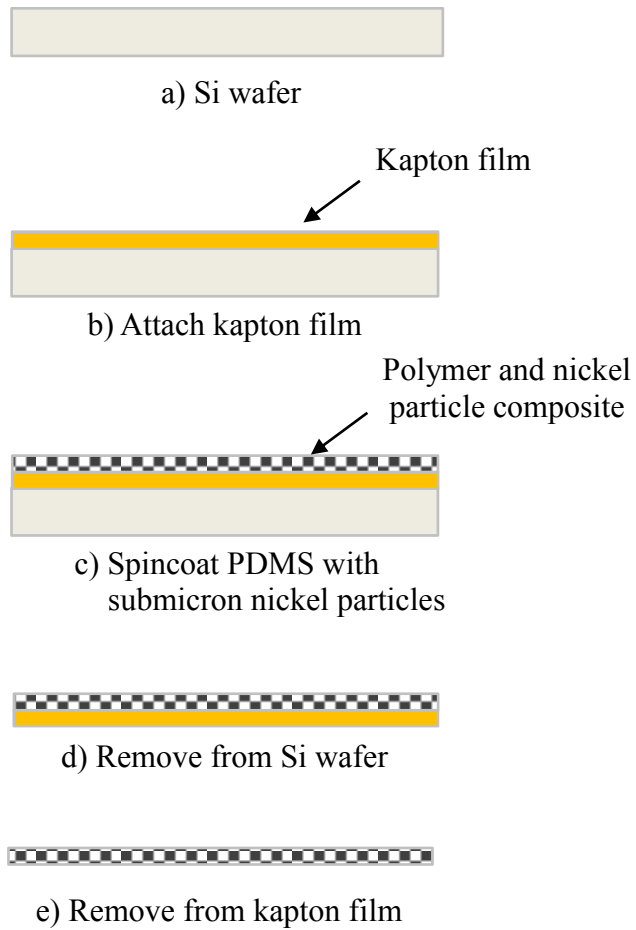 a) Si wafer
Kapton film
b) Attach kapton film
Polymer and nickel
particle composite
c) Spincoat PDMS with
submicron nickel particles
d) Remove from Si wafer
e) Remove from kapton film